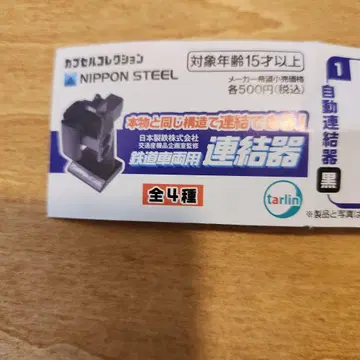 カプセルコレクション
NIPPON STEEL
対象年齢15才以上
メーカー希望小売価格
各500円(税込)
本物と同じ構造で連結できる!
日本製鉄株式会社
交通産機品企画室監修
鉄道車両用 連結器
全4種
tarlin
1
自動連結器
黒
※製品と写真は